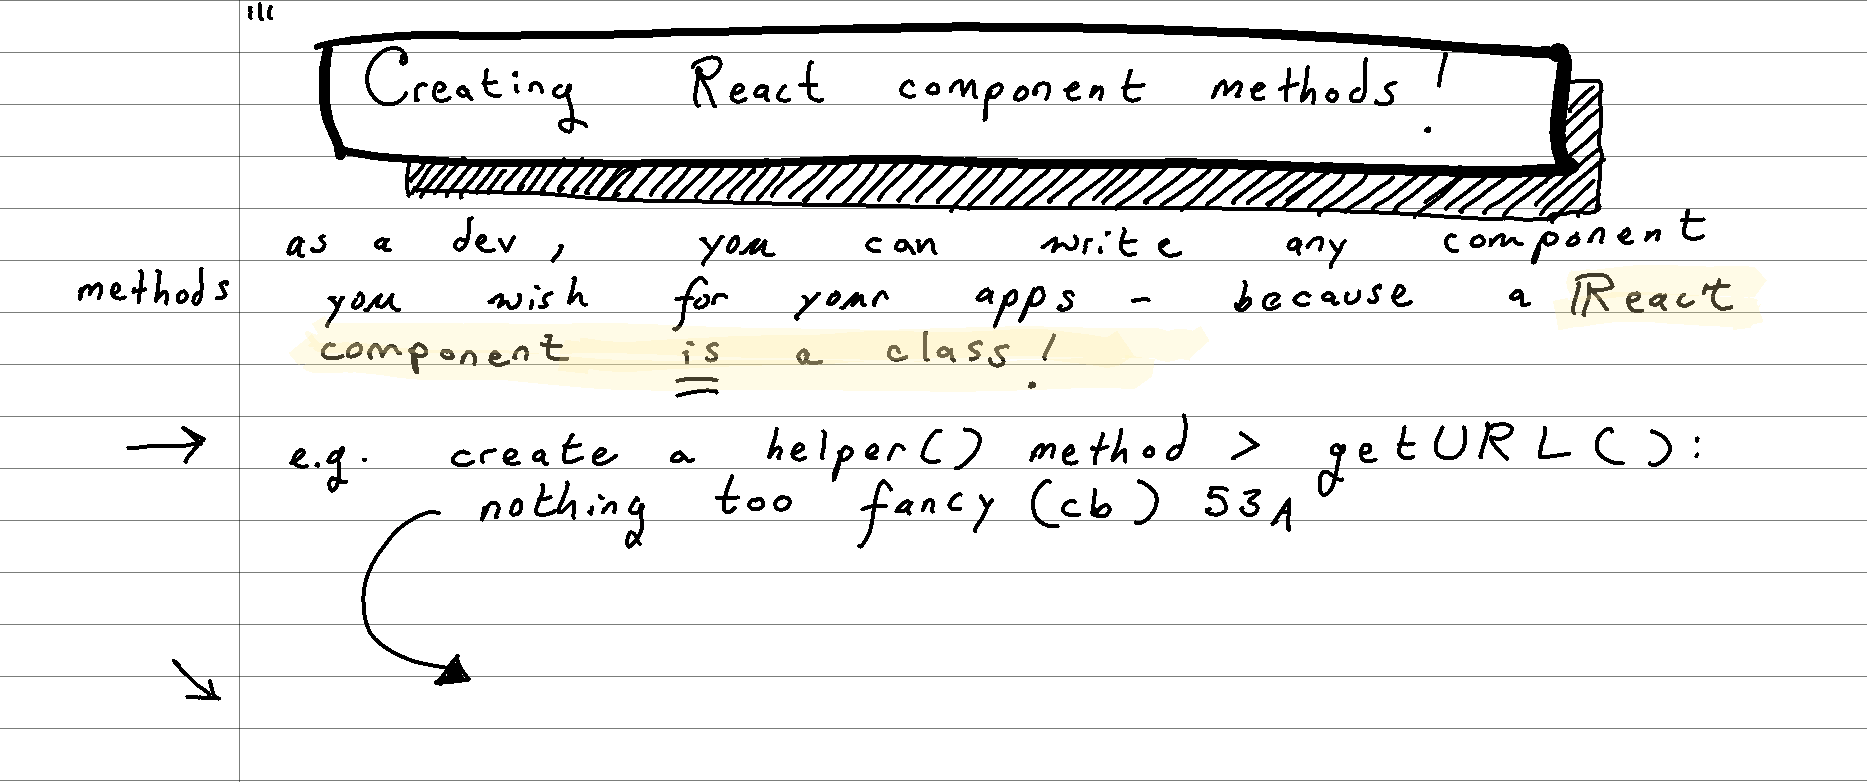 Creating React component methods!
as a dev, you can write any component
methods you wish for your apps - because a React
component is a class!
→ e.g. create a helper() method > getURL():
nothing too fancy (cb) 53A